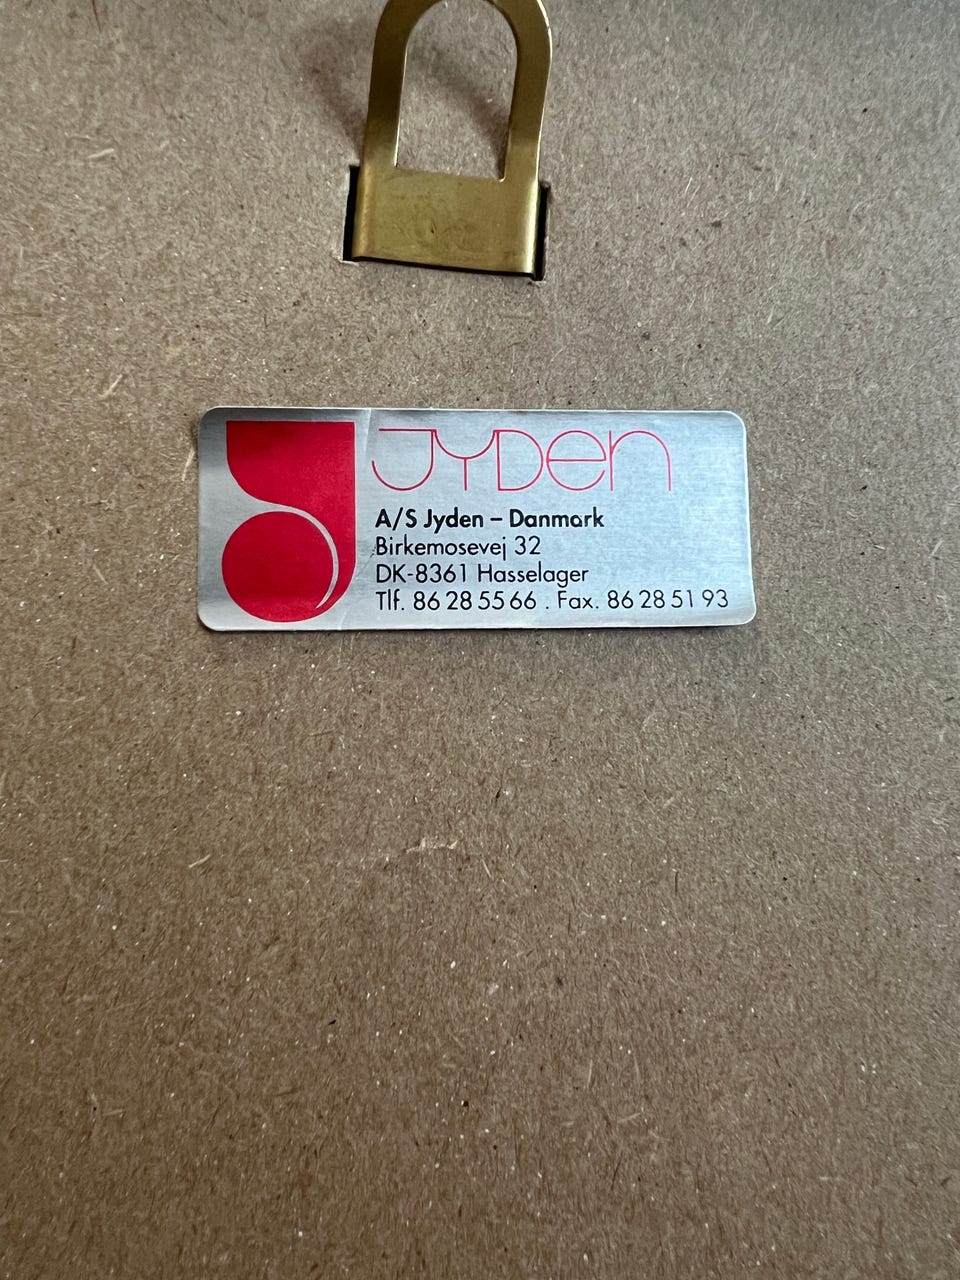 Jyden
A/S Jyden – Danmark
Birkemosevej 32
DK-8361 Hasselager
Tlf. 86 28 55 66 . Fax. 86 28 51 93